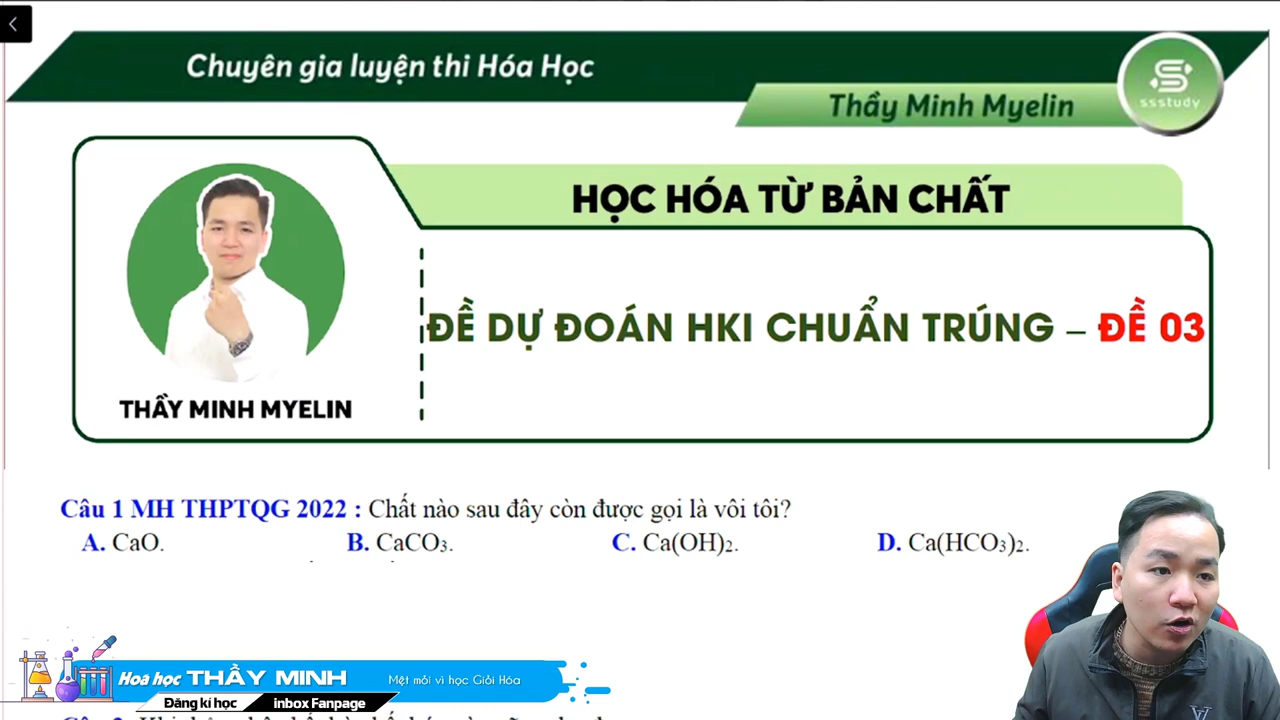 Chuyên gia luyện thi Hóa Học
Thầy Minh Myelin
ssstudy
HỌC HÓA TỪ BẢN CHẤT
ĐỀ DỰ ĐOÁN HKI CHUẨN TRÚNG – ĐỀ 03
THẦY MINH MYELIN
Câu 1 MH THPTQG 2022 : Chất nào sau đây còn được gọi là vôi tôi?
A. CaO. B. CaCO₃. C. Ca(OH)₂. D. Ca(HCO₃)₂.
Hoá học THẦY MINH Mệt mỏi vì học Giỏi Hóa
Đăng kí học inbox Fanpage